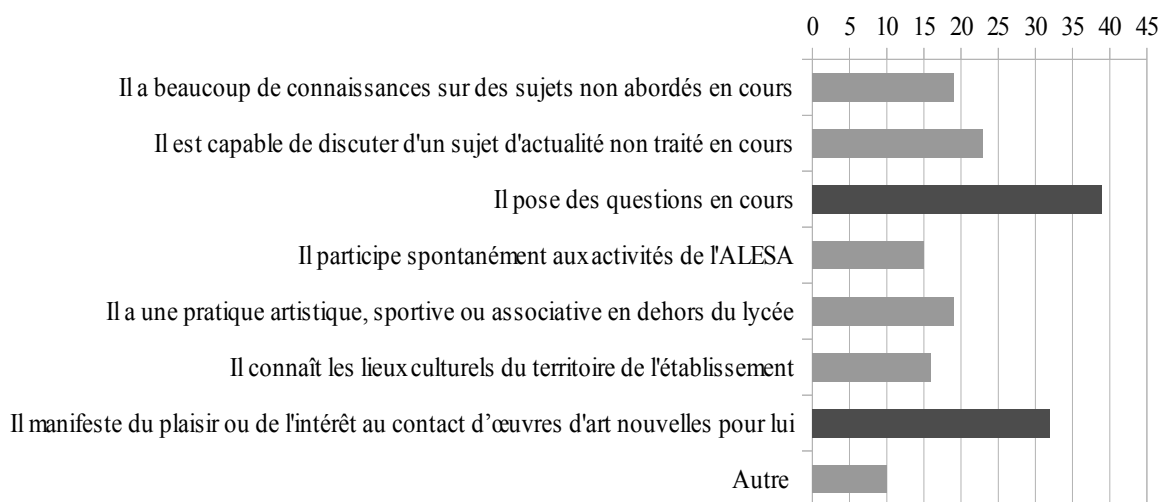 0 5 10 15 20 25 30 35 40 45
Il a beaucoup de connaissances sur des sujets non abordés en cours
Il est capable de discuter d'un sujet d'actualité non traité en cours
Il pose des questions en cours
Il participe spontanément aux activités de l'ALESA
Il a une pratique artistique, sportive ou associative en dehors du lycée
Il connaît les lieux culturels du territoire de l'établissement
Il manifeste du plaisir ou de l'intérêt au contact d’œuvres d'art nouvelles pour lui
Autre